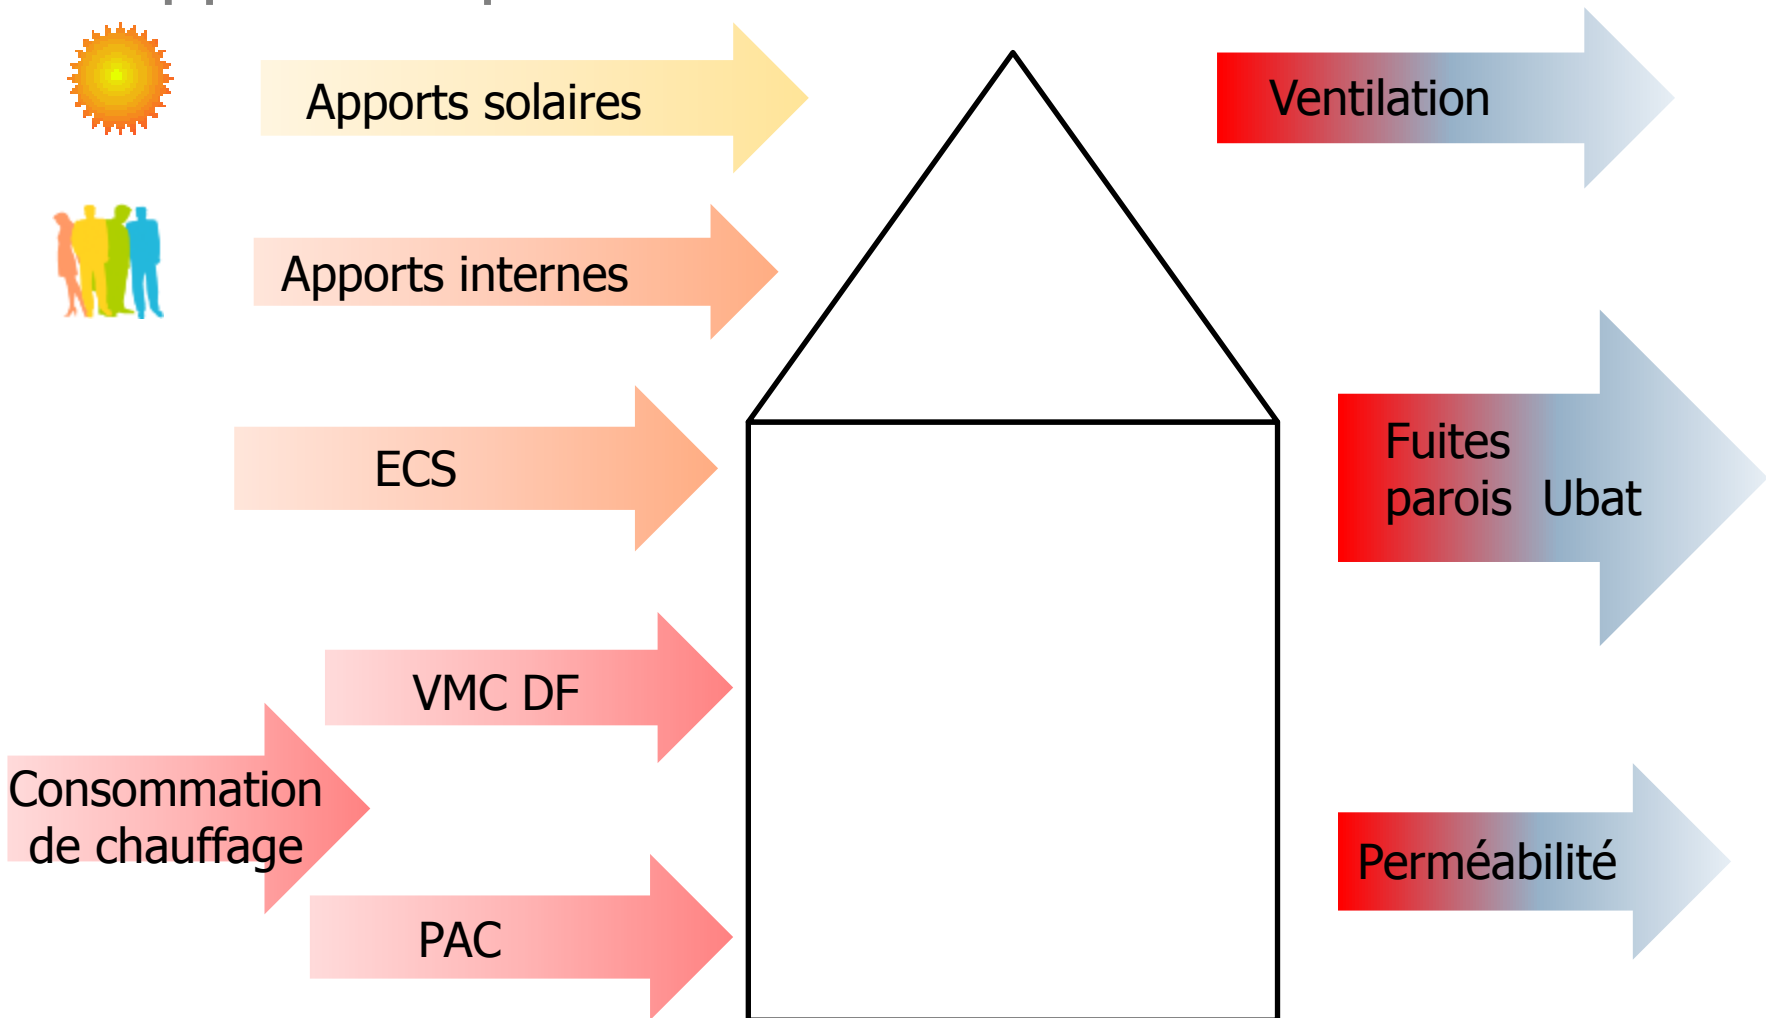 Apports solaires
Ventilation
Apports internes
ECS
Fuites
parois Ubat
VMC DF
Consommation
de chauffage
Perméabilité
PAC